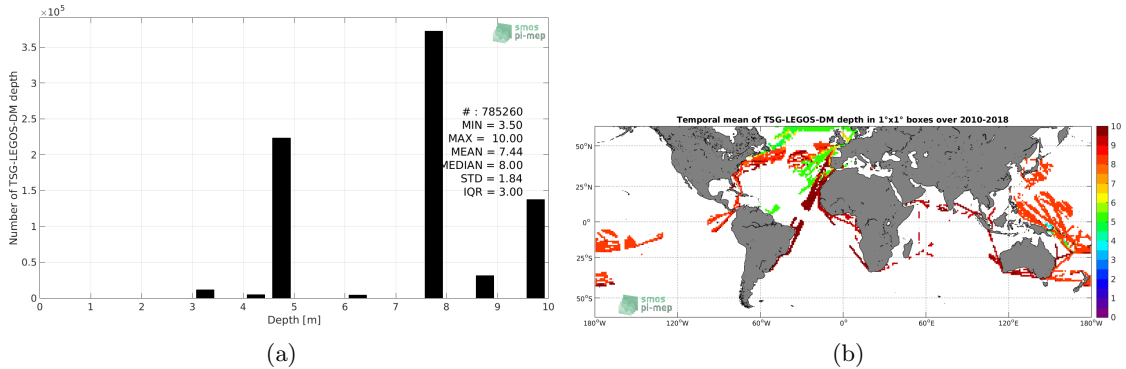 ×10⁵
3.5
3
2.5
2
1.5
1
0.5
0
Number of TSG-LEGOS-DM depth
smos
pi-mep
# : 785260
MIN = 3.50
MAX = 10.00
MEAN = 7.44
MEDIAN = 8.00
STD = 1.84
IQR = 3.00
0 1 2 3 4 5 6 7 8 9 10
Depth [m]
(a)
Temporal mean of TSG-LEGOS-DM depth in 1°x1° boxes over 2010-2018
50°N
25°N
0°
25°S
50°S
180°W 120°W 60°W 0° 60°E 120°E 180°W
10
9
8
7
6
5
4
3
2
1
0
smos
pi-mep
(b)